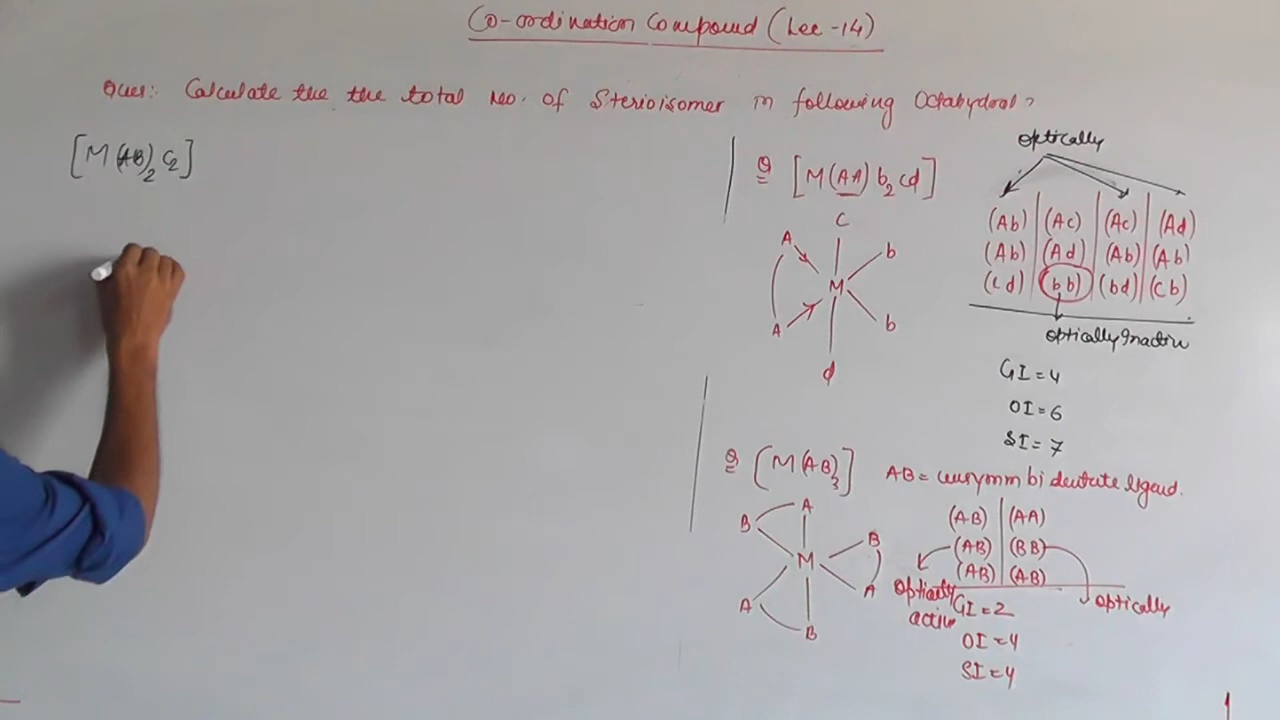 Co-ordination Compound (Lec-14)
Ques: Calculate the the total no. of Sterioisomer in following Octahydoral?
[M(AB)2 C2]
Q [M(AA) b2 cd]
C
A
b
M
A
b
d
optically
(Ab) (Ac) (Ac) (Ad)
(Ab) (Ad) (Ab) (Ab)
(cd) (bb) (bd) (cb)
optically Inactiv
GI = 4
OI = 6
SI = 7
Q [M(AB)3]
AB = unsymm bi dentate ligand.
A
B
B
M
A
A
B
(AB) (AA)
(AB) (BB)
(AB) (AB)
optically
active
optically
GI = 2
OI = 4
SI = 4